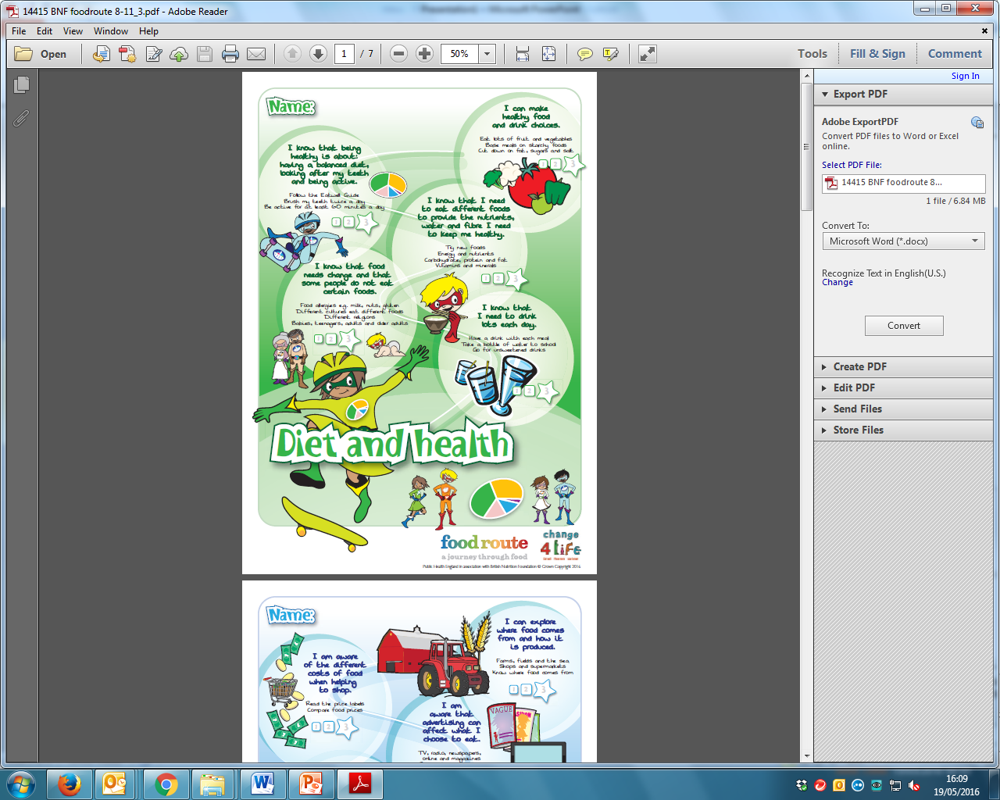 14415 BNF foodroute 8-11_3.pdf - Adobe Reader
File Edit View Window Help
Open 1 / 7 50% Tools Fill & Sign Comment
Sign In
Export PDF
Adobe ExportPDF
Convert PDF files to Word or Excel
online.
Select PDF File:
14415 BNF foodroute 8...
1 file / 6.84 MB
Convert To:
Microsoft Word (*.docx)
Recognize Text in English(U.S.)
Change
Convert
Create PDF
Edit PDF
Send Files
Store Files
Name:
I can make
healthy food
and drink choices.
Eat lots of fruit and vegetables
Base meals on starchy foods
Cut down on fat, sugars and salt
1 2 3
I know that being
healthy is about:
having a balanced diet,
looking after my teeth
and being active.
Follow the Eatwell Guide
Brush my teeth twice a day
Be active for at least 60 minutes a day
1 2 3
I know that I need
to eat different foods
to provide the nutrients,
water and fibre I need
to keep me healthy.
Try new foods
Energy and nutrients
Carbohydrate, protein and fat
Vitamins and minerals
1 2 3
I know that food
needs change and that
some people do not eat
certain foods.
Food allergies e.g. milk, nuts, gluten
Different cultures eat different foods
Different religions
Babies, teenagers, adults and older adults
1 2 3
I know that
I need to drink
lots each day.
Have a drink with each meal
Take a bottle of water to school
Go for unsweetened drinks
1 2 3
Diet and health
food route
a journey through food
change
4 life
Public Health England in association with British Nutrition Foundation © Crown Copyright 2016
Name:
I can explore
where food comes
from and how it
is produced.
Farms, fields and the sea
Shops and supermarkets
Know where food comes from
1 2 3
I am aware
of the different
costs of food
when helping
to shop.
Read the price labels
Compare food prices
1 2 3
I am
aware that
advertising can
affect what I
choose to eat.
TV, radio, newspapers,
online and magazines
VAGUE
16:09
19/05/2016